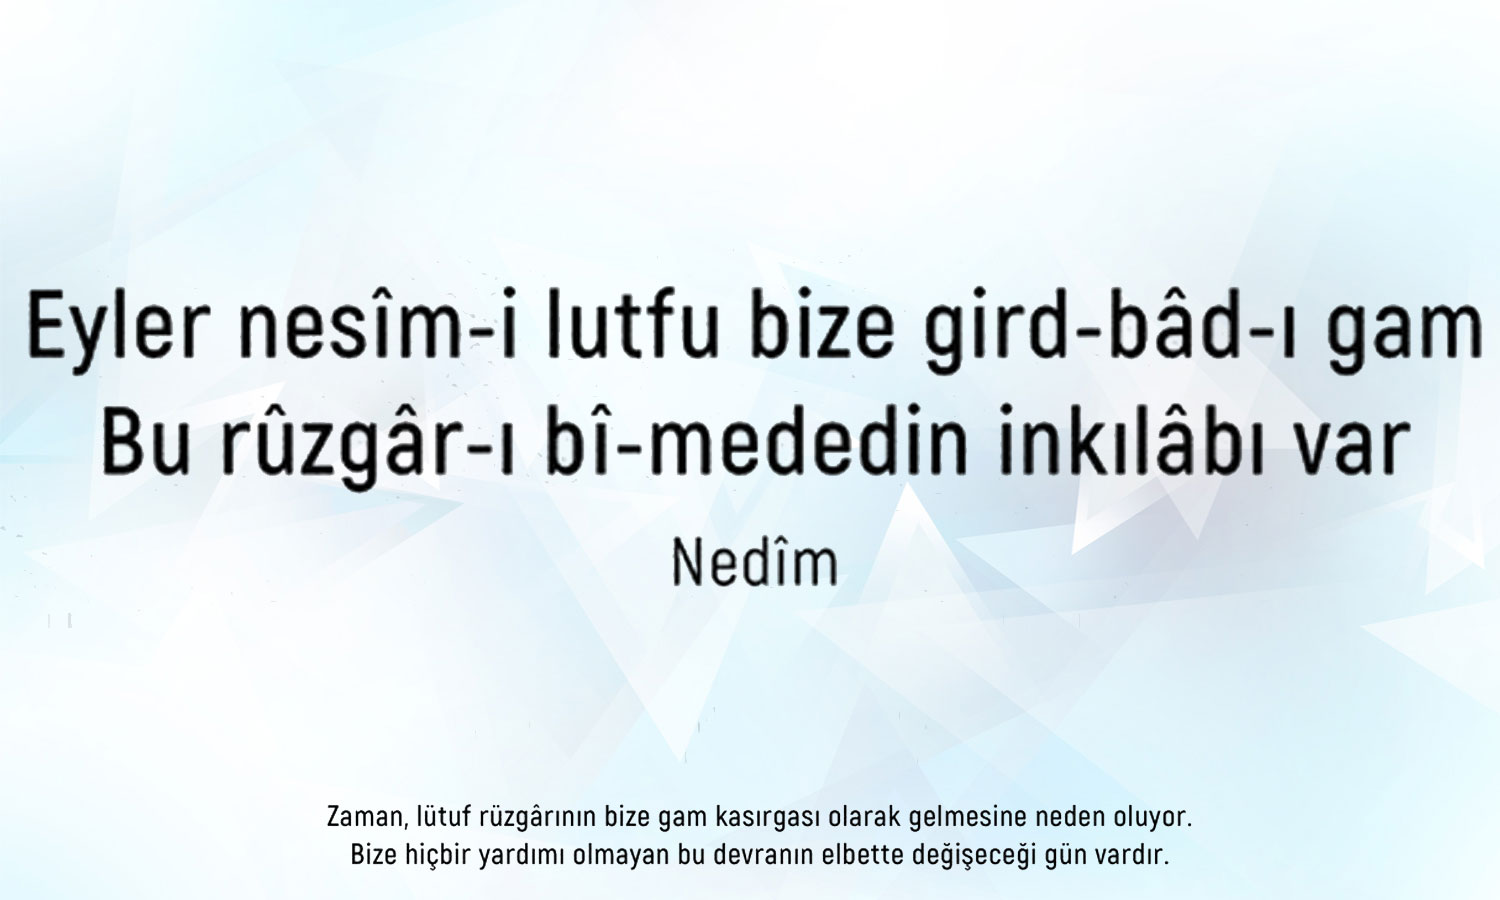 Eyler nesîm-i lutfu bize gird-bâd-ı gam
Bu rûzgâr-ı bî-mededin inkılâbı var
Nedîm
Zaman, lütuf rüzgârının bize gam kasırgası olarak gelmesine neden oluyor.
Bize hiçbir yardımı olmayan bu devranın elbette değişeceği gün vardır.